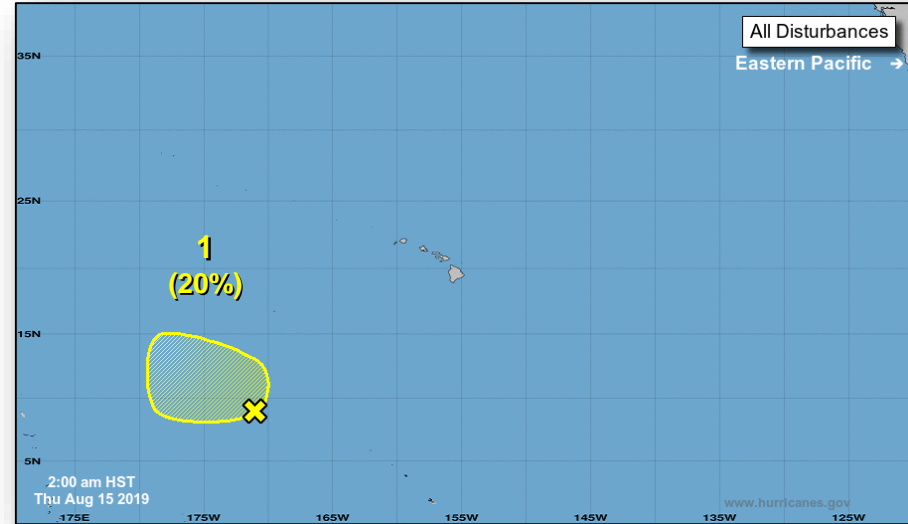 All Disturbances
35N
Eastern Pacific →
25N
1
(20%)
15N
5N
2:00 am HST
Thu Aug 15 2019
www.hurricanes.gov
175E
175W
165W
155W
145W
135W
125W